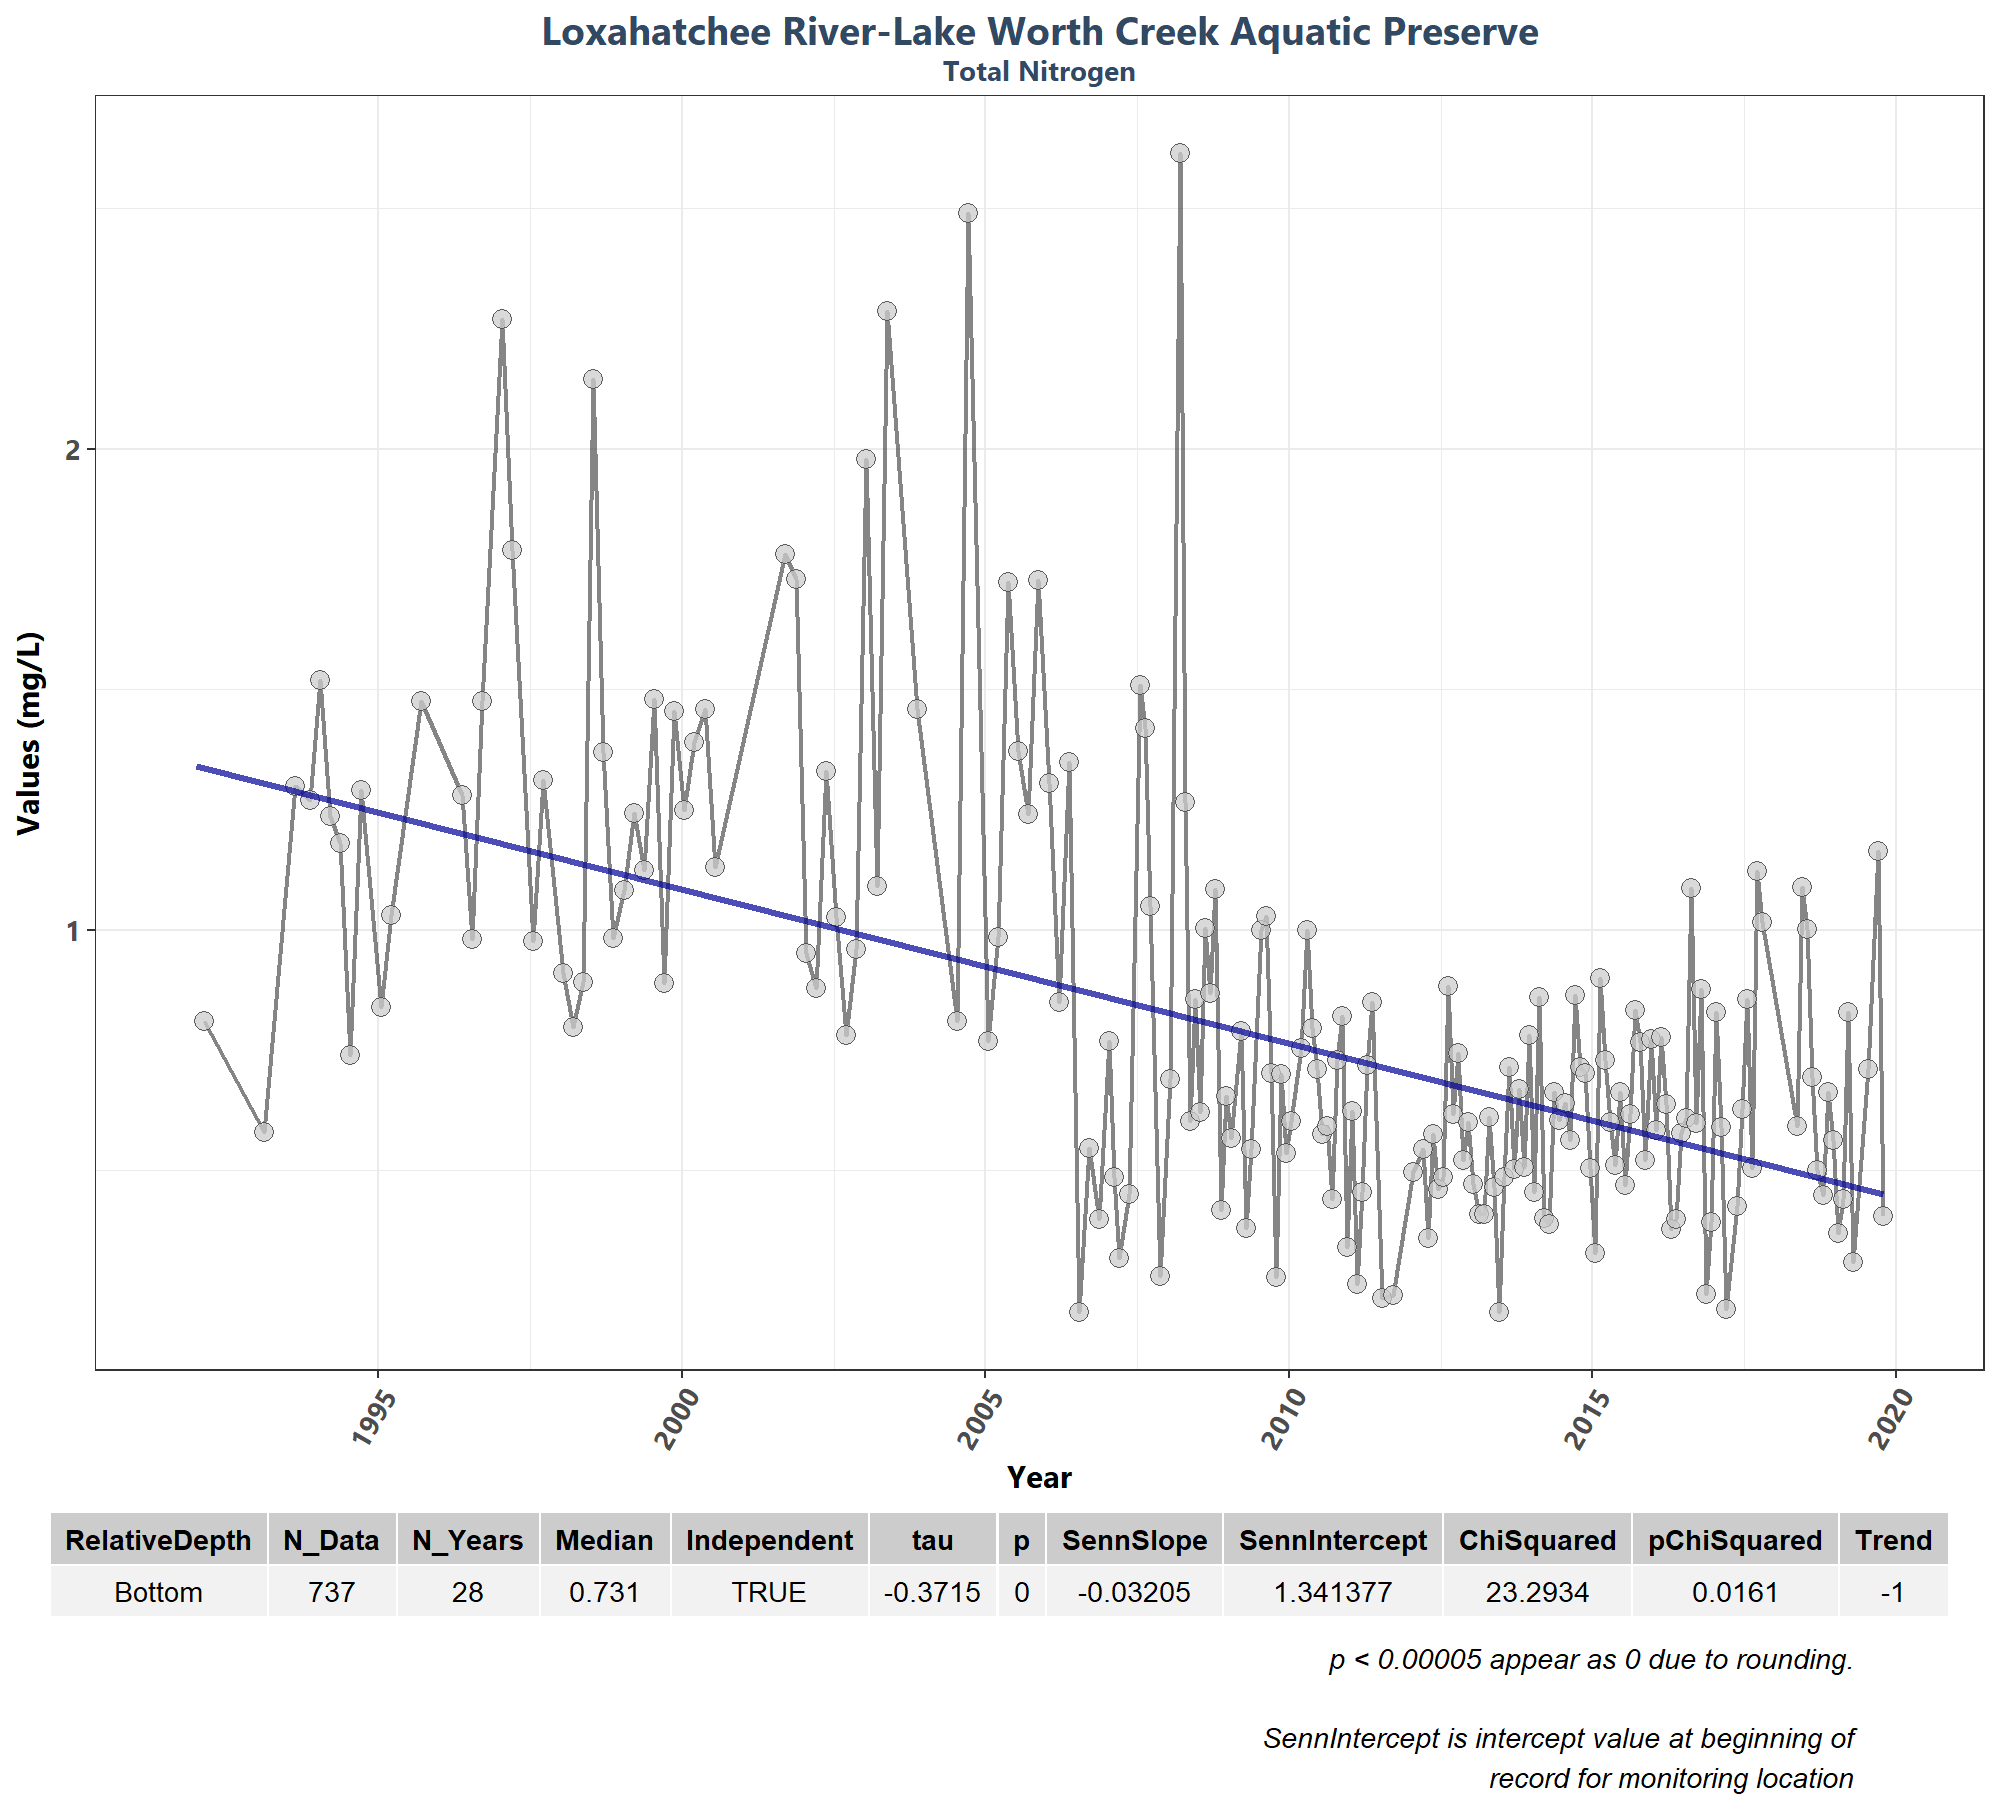 Loxahatchee River-Lake Worth Creek Aquatic Preserve
Total Nitrogen
Values (mg/L)
2
1
1995
2000
2005
2010
2015
2020
Year
RelativeDepth N_Data N_Years Median Independent tau p SennSlope SennIntercept ChiSquared pChiSquared Trend
Bottom 737 28 0.731 TRUE -0.3715 0 -0.03205 1.341377 23.2934 0.0161 -1
p < 0.00005 appear as 0 due to rounding.
SennIntercept is intercept value at beginning of
record for monitoring location